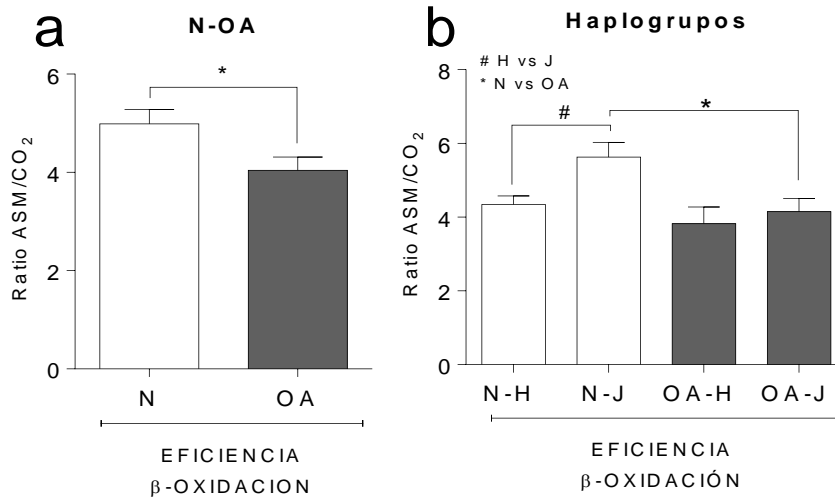 a
N-OA
*
6
4
2
0
Ratio ASM/CO2
N
OA
EFICIENCIA
β-OXIDACION
b
Haplogrupos
# H vs J
* N vs OA
#
*
8
6
4
2
0
Ratio ASM/CO2
N-H
N-J
OA-H
OA-J
EFICIENCIA
β-OXIDACIÓN